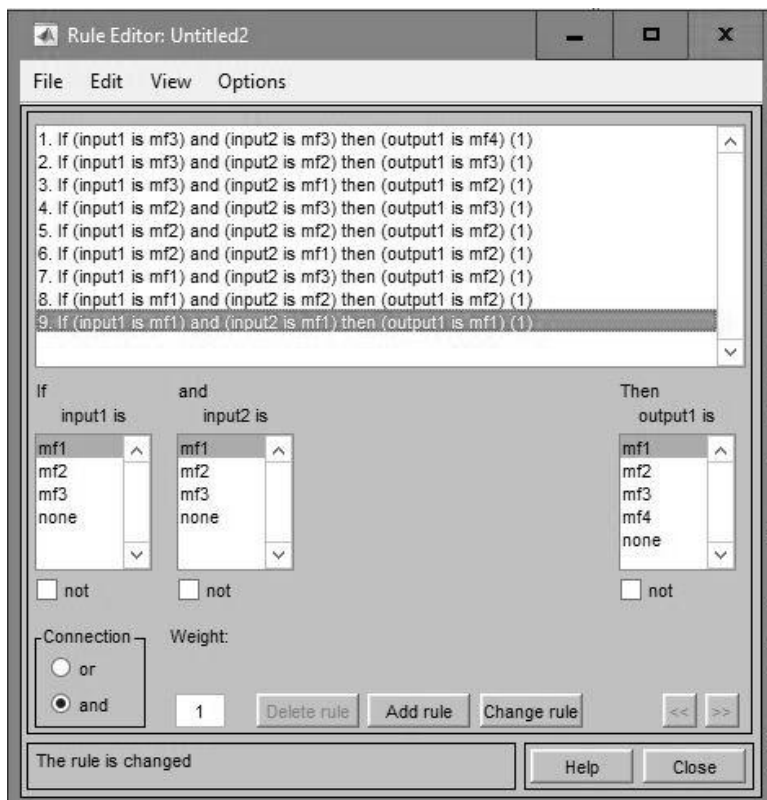 Rule Editor: Untitled2
File Edit View Options
1. If (input1 is mf3) and (input2 is mf3) then (output1 is mf4) (1)
2. If (input1 is mf3) and (input2 is mf2) then (output1 is mf3) (1)
3. If (input1 is mf3) and (input2 is mf1) then (output1 is mf2) (1)
4. If (input1 is mf2) and (input2 is mf3) then (output1 is mf3) (1)
5. If (input1 is mf2) and (input2 is mf2) then (output1 is mf2) (1)
6. If (input1 is mf2) and (input2 is mf1) then (output1 is mf2) (1)
7. If (input1 is mf1) and (input2 is mf3) then (output1 is mf2) (1)
8. If (input1 is mf1) and (input2 is mf2) then (output1 is mf2) (1)
9. If (input1 is mf1) and (input2 is mf1) then (output1 is mf1) (1)
If and Then
input1 is input2 is output1 is
mf1 mf1 mf1
mf2 mf2 mf2
mf3 mf3 mf3
none none mf4
none
not not not
Connection Weight:
or
and 1 Delete rule Add rule Change rule << >>
The rule is changed Help Close